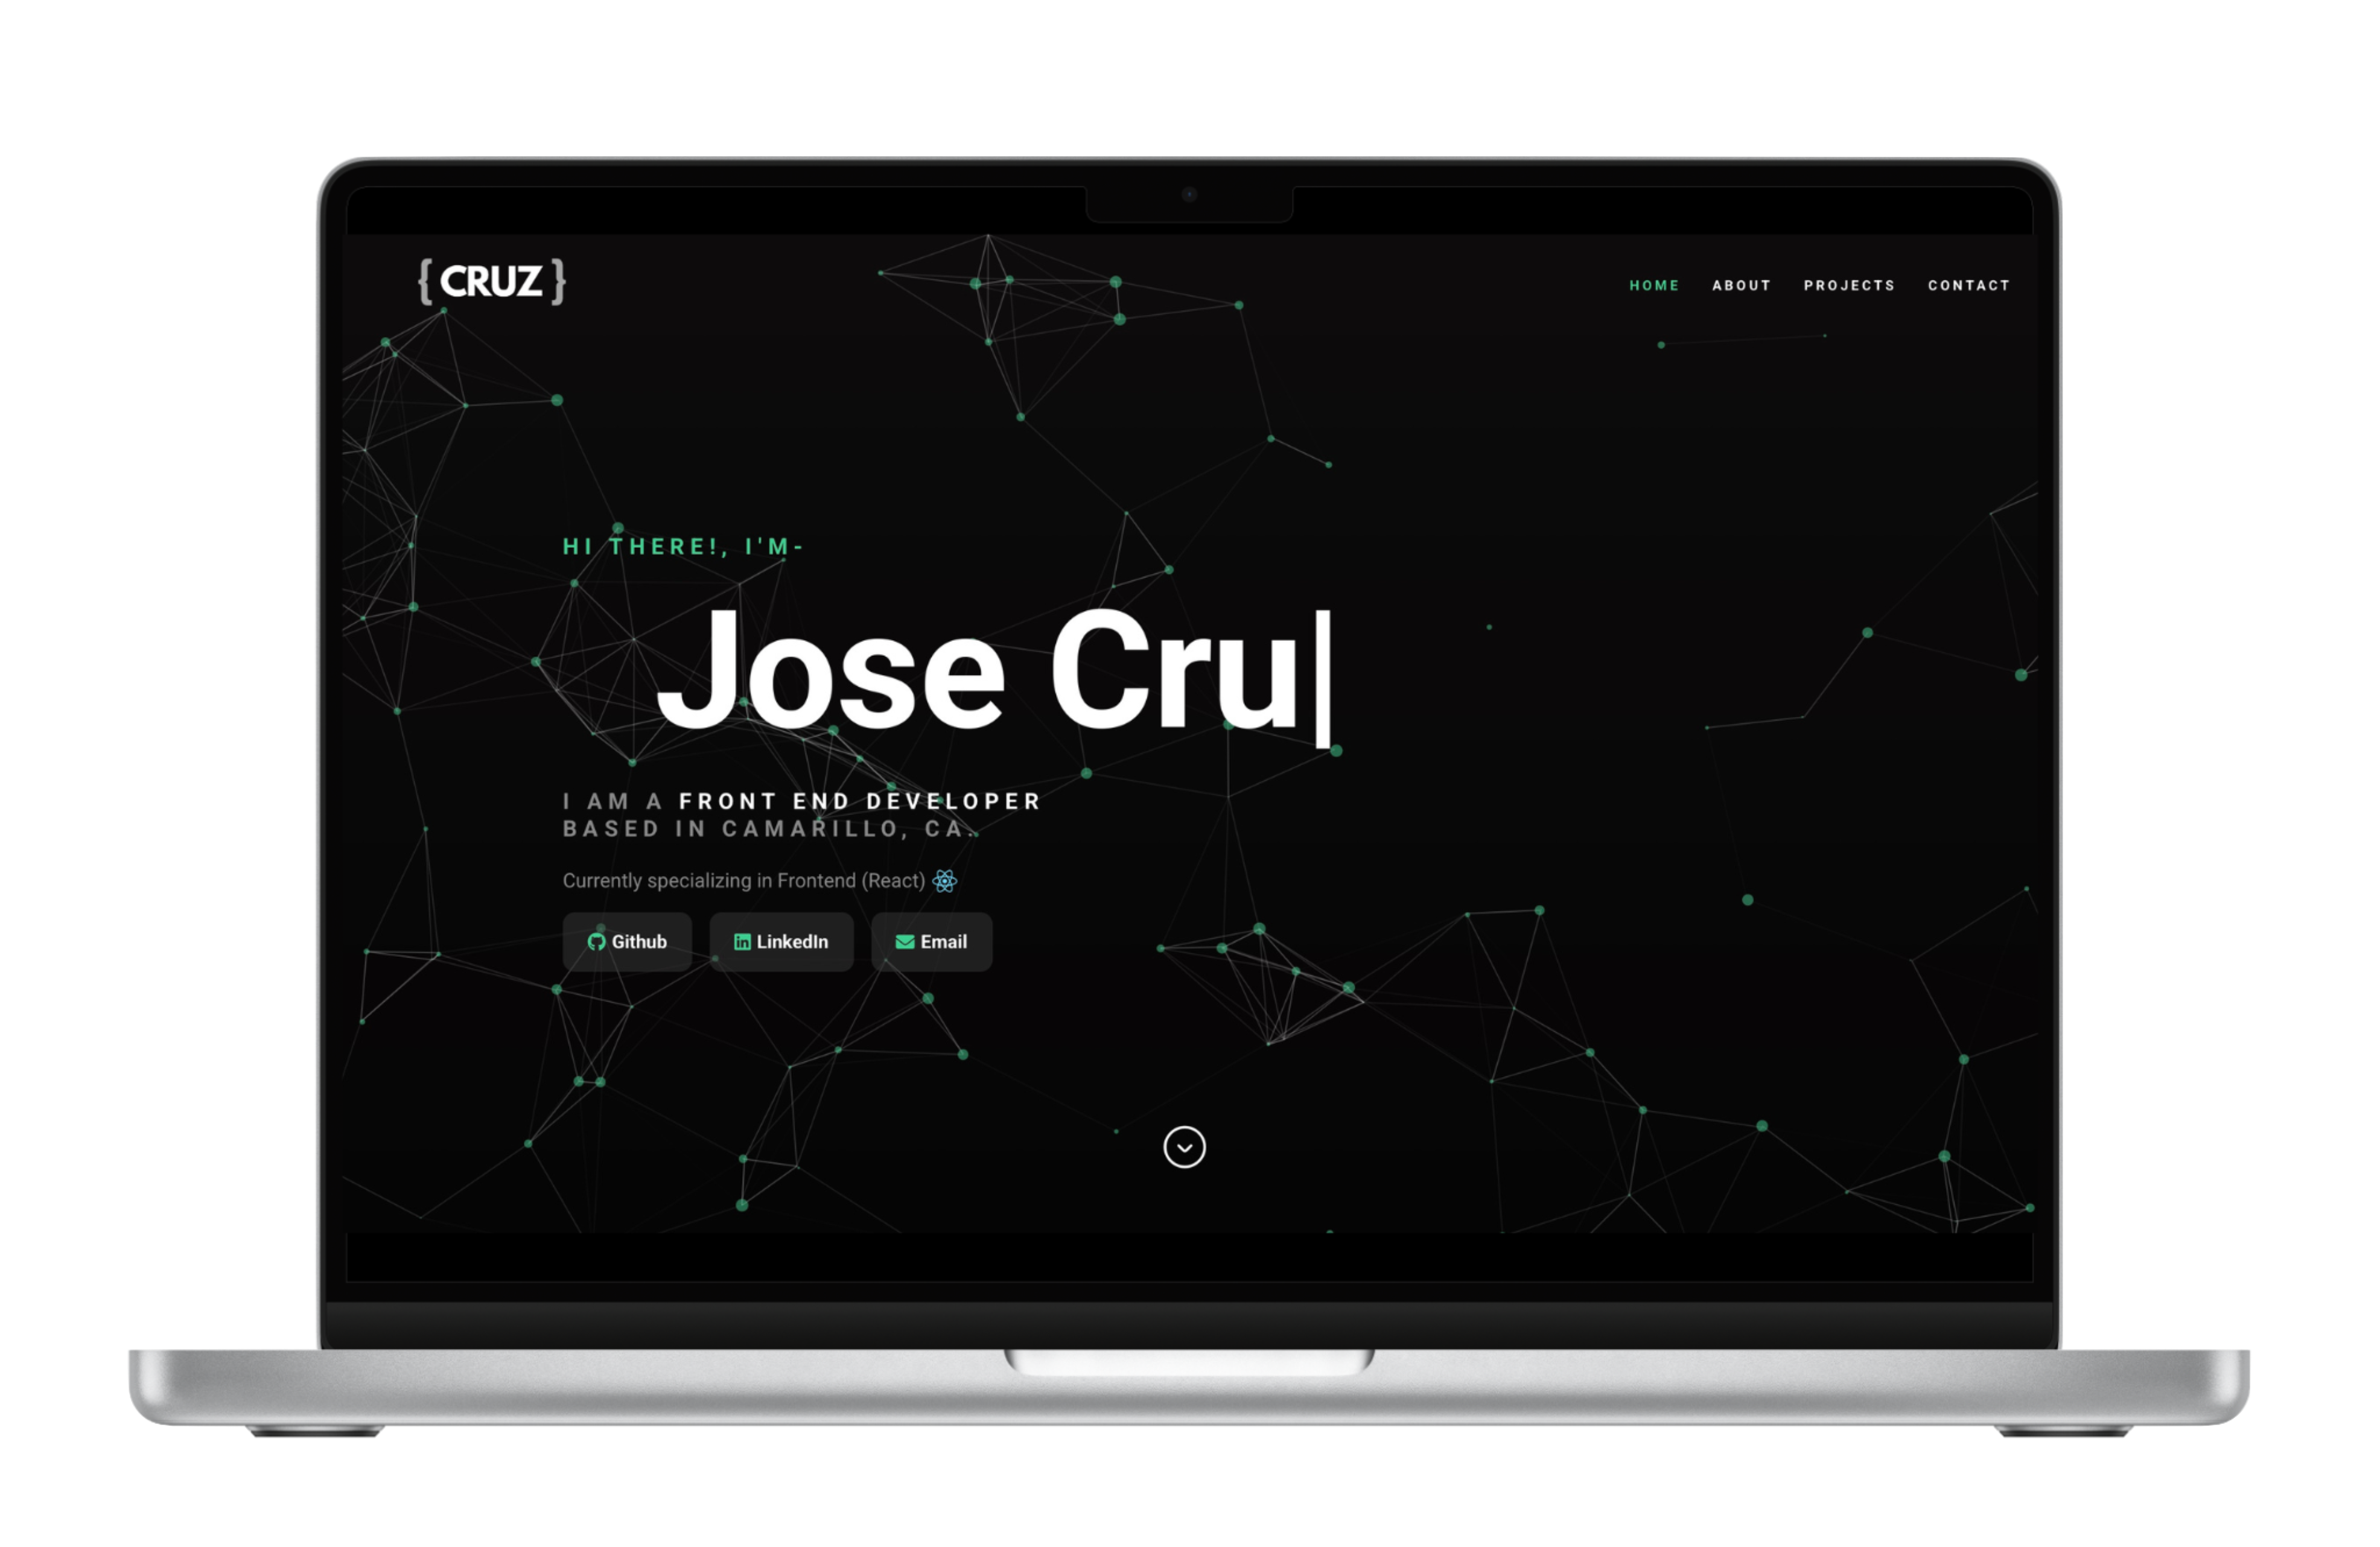 { CRUZ }
HOME ABOUT PROJECTS CONTACT
HI THERE!, I'M-
Jose Cru|
I AM A FRONT END DEVELOPER
BASED IN CAMARILLO, CA.
Currently specializing in Frontend (React)
Github LinkedIn Email